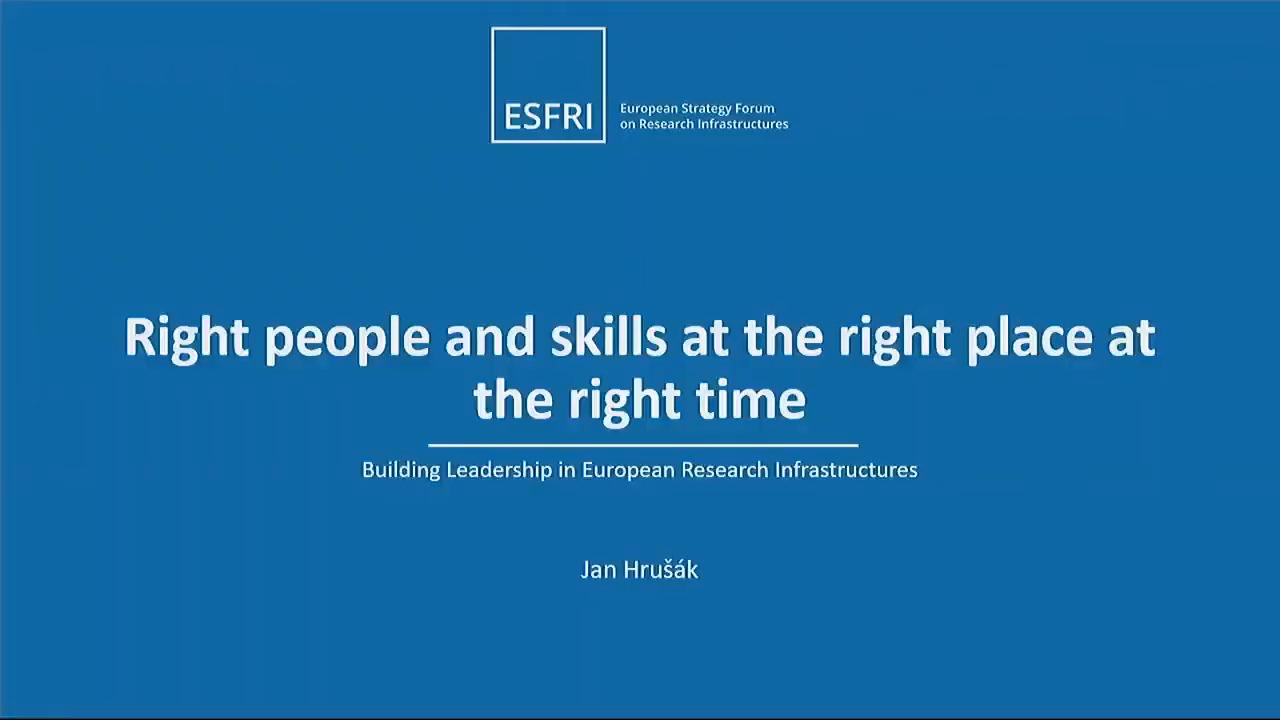 ESFRI
European Strategy Forum
on Research Infrastructures
Right people and skills at the right place at
the right time
Building Leadership in European Research Infrastructures
Jan Hrušák